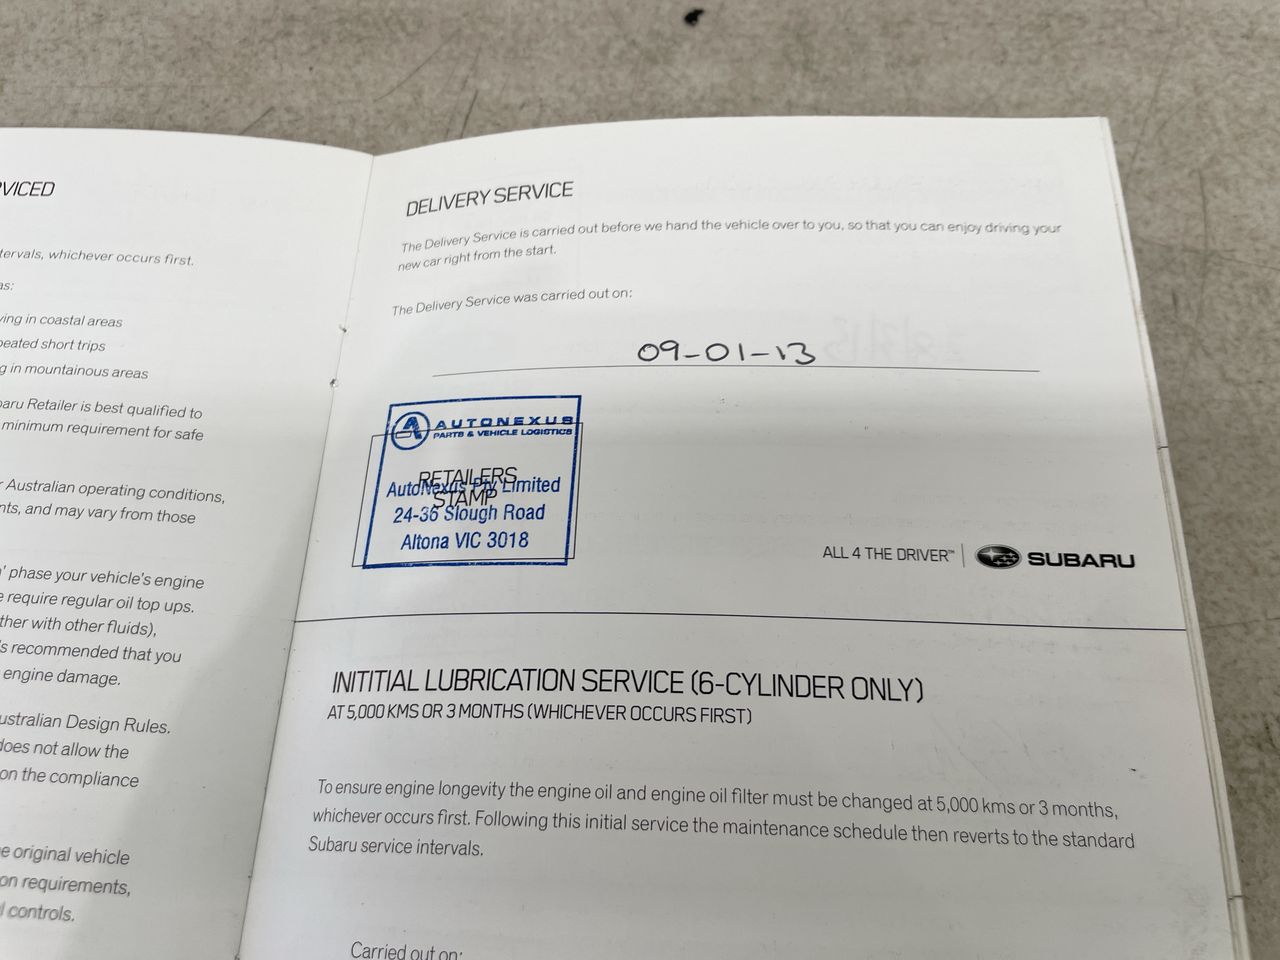 RVICED
tervals, whichever occurs first.
as:
ving in coastal areas
peated short trips
g in mountainous areas
baru Retailer is best qualified to
minimum requirement for safe
r Australian operating conditions,
nts, and may vary from those
n' phase your vehicle's engine
e require regular oil top ups.
ther with other fluids),
's recommended that you
engine damage.
ustralian Design Rules.
does not allow the
on the compliance
e original vehicle
on requirements,
l controls.
DELIVERY SERVICE
The Delivery Service is carried out before we hand the vehicle over to you, so that you can enjoy driving your
new car right from the start.
The Delivery Service was carried out on:
09-01-13
AUTONEXUS
PARTS & VEHICLE LOGISTICS
RETAILERS
STAMP
AutoNexus Pty Limited
24-36 Slough Road
Altona VIC 3018
ALL 4 THE DRIVER™ | SUBARU
INITITIAL LUBRICATION SERVICE (6-CYLINDER ONLY)
AT 5,000 KMS OR 3 MONTHS (WHICHEVER OCCURS FIRST)
To ensure engine longevity the engine oil and engine oil filter must be changed at 5,000 kms or 3 months,
whichever occurs first. Following this initial service the maintenance schedule then reverts to the standard
Subaru service intervals.
Carried out on: